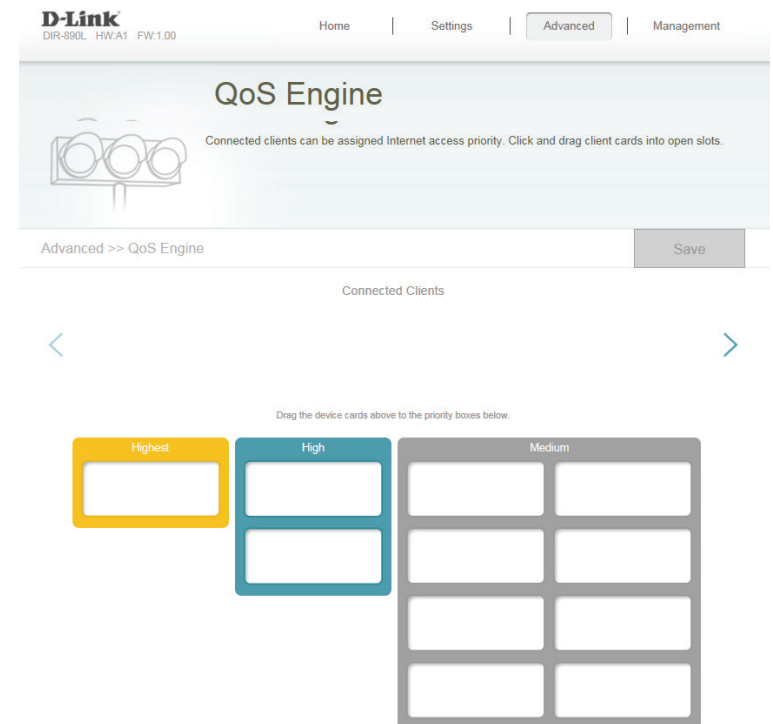 D-Link
DIR-890L HW:A1 FW:1.00
Home
Settings
Advanced
Management
QoS Engine
Connected clients can be assigned Internet access priority. Click and drag client cards into open slots.
Advanced >> QoS Engine
Save
Connected Clients
Drag the device cards above to the priority boxes below.
Highest
High
Medium